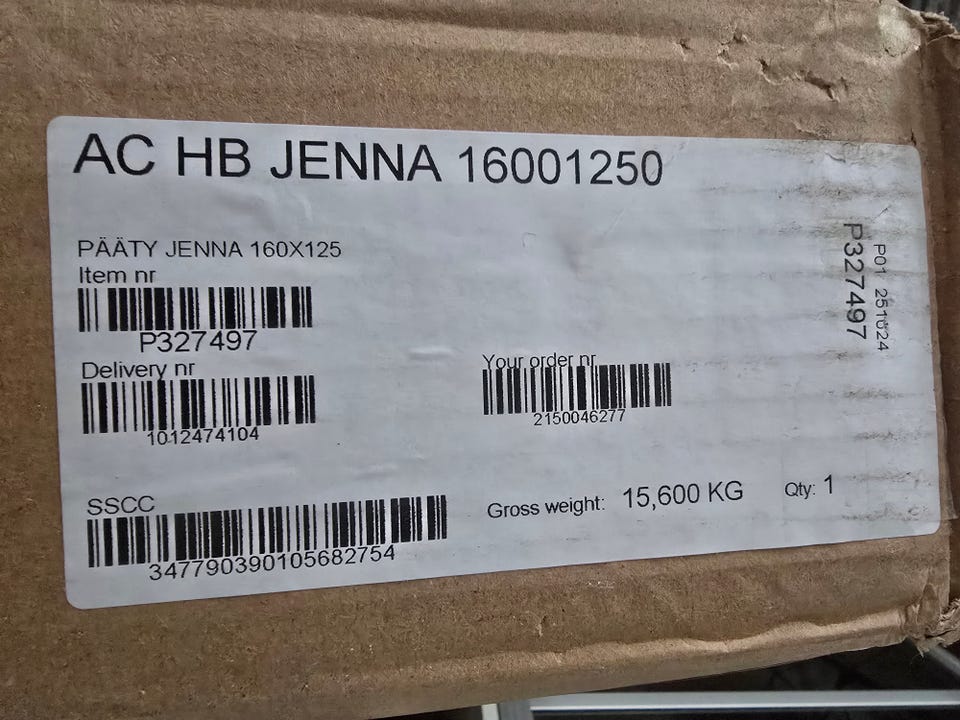 AC HB JENNA 16001250
PÄÄTY JENNA 160X125
Item nr
P327497
Delivery nr
1012474104
Your order nr
2150046277
SSCC
347790390105682754
Gross weight: 15,600 KG Qty: 1
P01
P327497